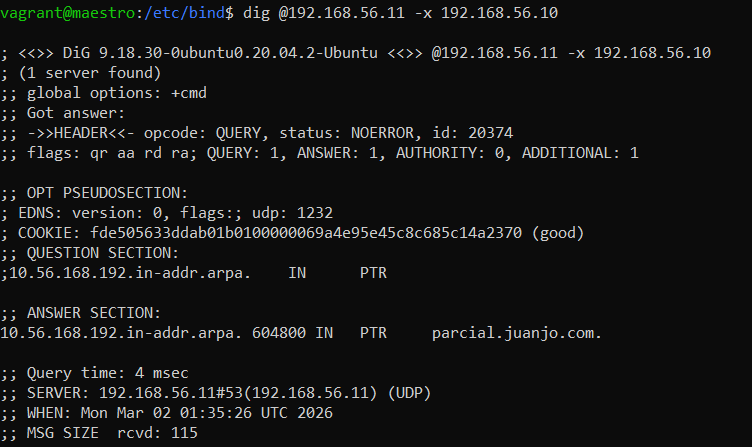 vagrant@maestro:/etc/bind$ dig @192.168.56.11 -x 192.168.56.10
; <<>> DiG 9.18.30-0ubuntu0.20.04.2-Ubuntu <<>> @192.168.56.11 -x 192.168.56.10
; (1 server found)
;; global options: +cmd
;; Got answer:
;; ->>HEADER<<- opcode: QUERY, status: NOERROR, id: 20374
;; flags: qr aa rd ra; QUERY: 1, ANSWER: 1, AUTHORITY: 0, ADDITIONAL: 1
;; OPT PSEUDOSECTION:
; EDNS: version: 0, flags:; udp: 1232
; COOKIE: fde505633ddab01b0100000069a4e95e45c8c685c14a2370 (good)
;; QUESTION SECTION:
;10.56.168.192.in-addr.arpa. IN PTR
;; ANSWER SECTION:
10.56.168.192.in-addr.arpa. 604800 IN PTR parcial.juanjo.com.
;; Query time: 4 msec
;; SERVER: 192.168.56.11#53(192.168.56.11) (UDP)
;; WHEN: Mon Mar 02 01:35:26 UTC 2026
;; MSG SIZE rcvd: 115